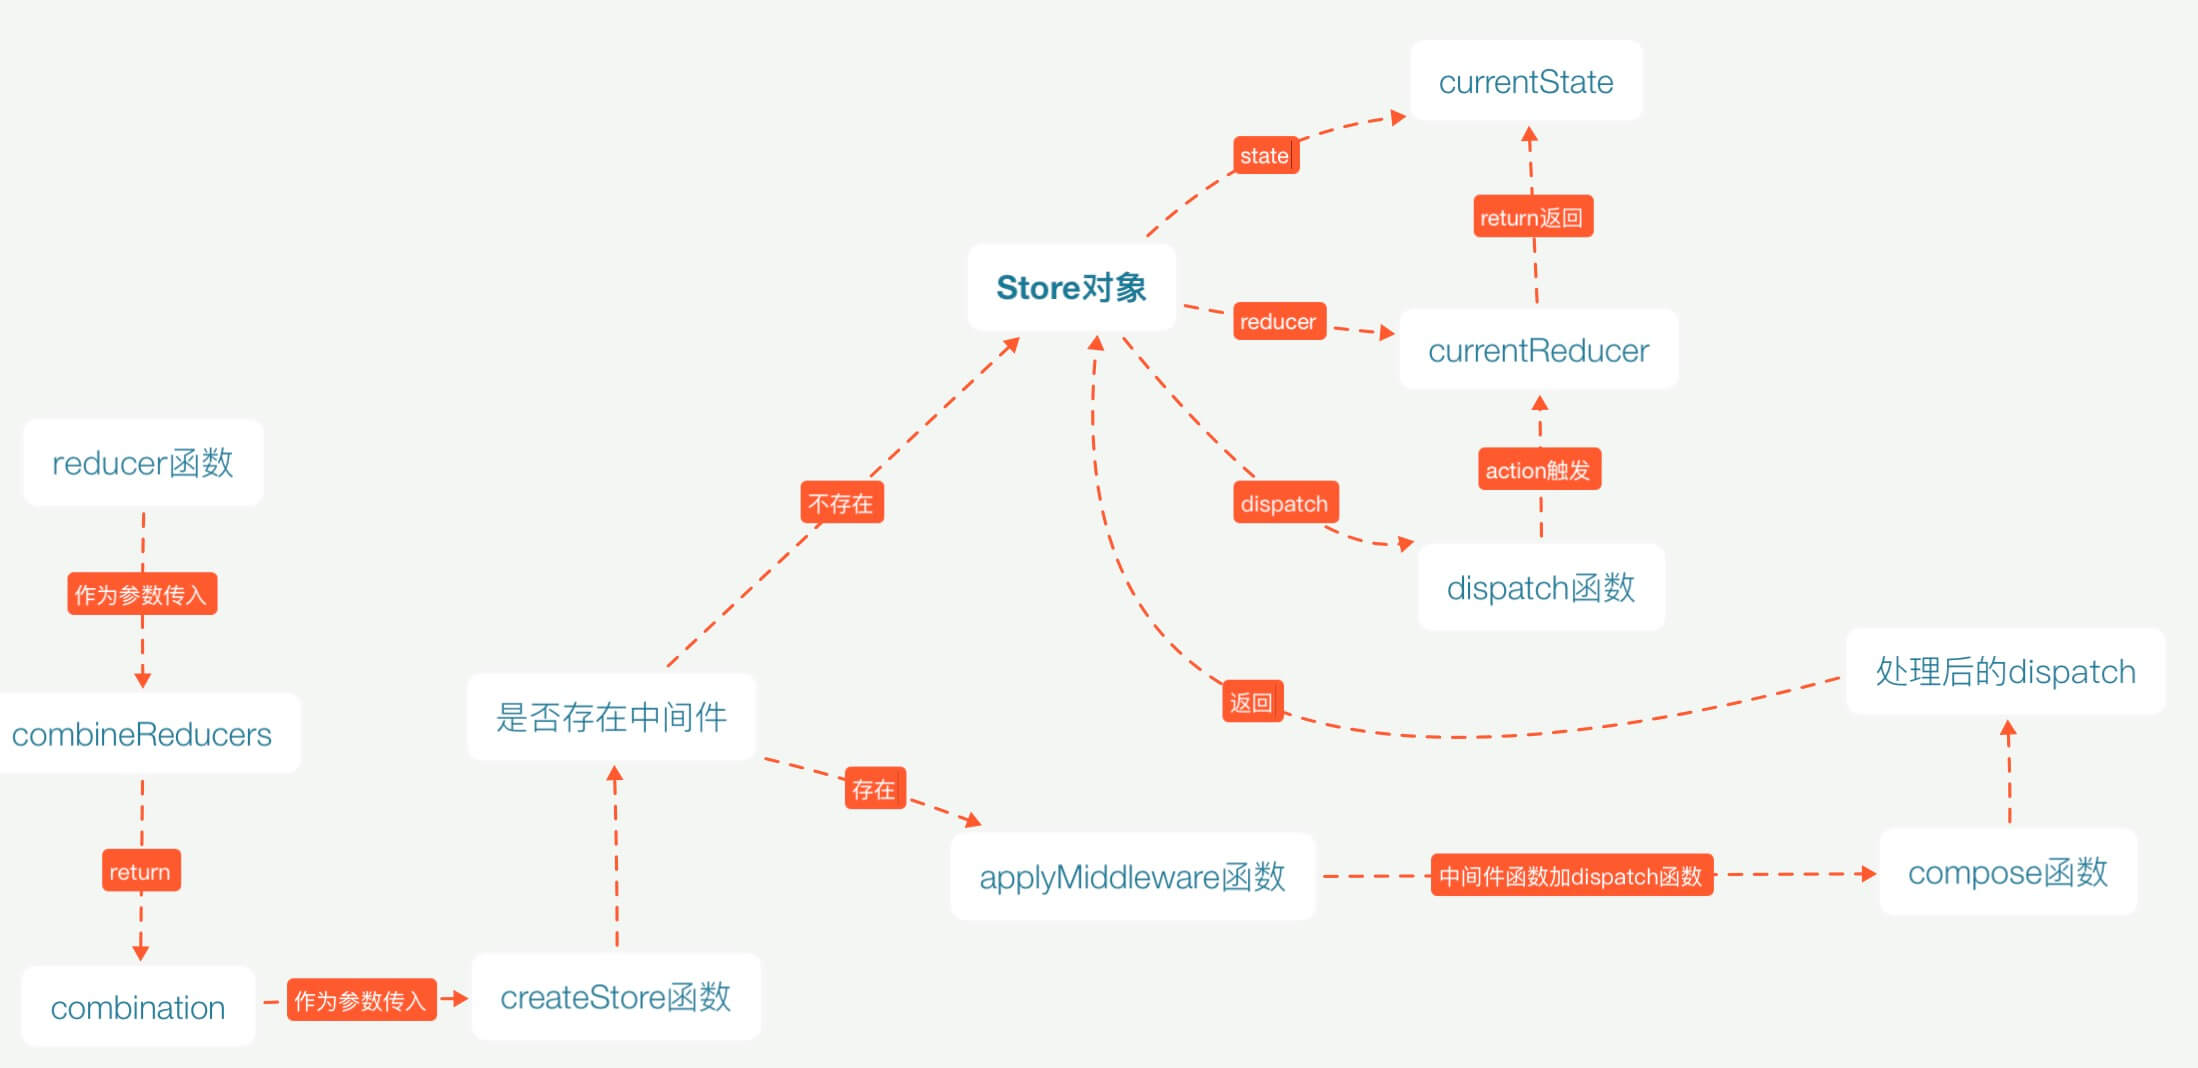 currentState
state
return返回
Store对象
reducer
currentReducer
reducer函数
action触发
不存在
dispatch
dispatch函数
作为参数传入
处理后的dispatch
返回
是否存在中间件
combineReducers
存在
return
applyMiddleware函数
中间件函数加dispatch函数
compose函数
combination
作为参数传入
createStore函数